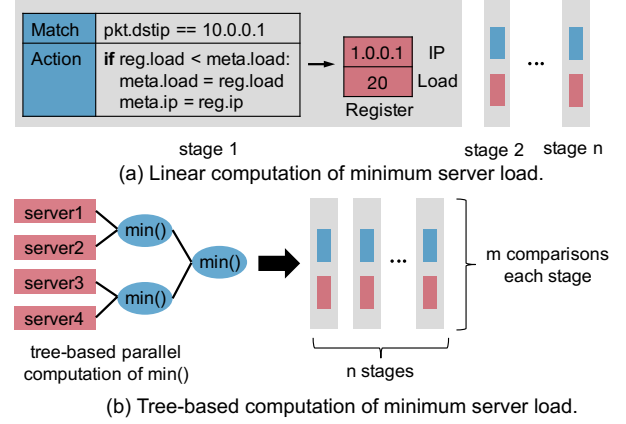 Match pkt.dstip == 10.0.0.1
Action if reg.load < meta.load:
meta.load = reg.load
meta.ip = reg.ip
1.0.0.1 IP
20 Load
Register
...
stage 1
stage 2
stage n
(a) Linear computation of minimum server load.
server1
server2
server3
server4
min()
min()
min()
tree-based parallel
computation of min()
...
m comparisons
each stage
n stages
(b) Tree-based computation of minimum server load.